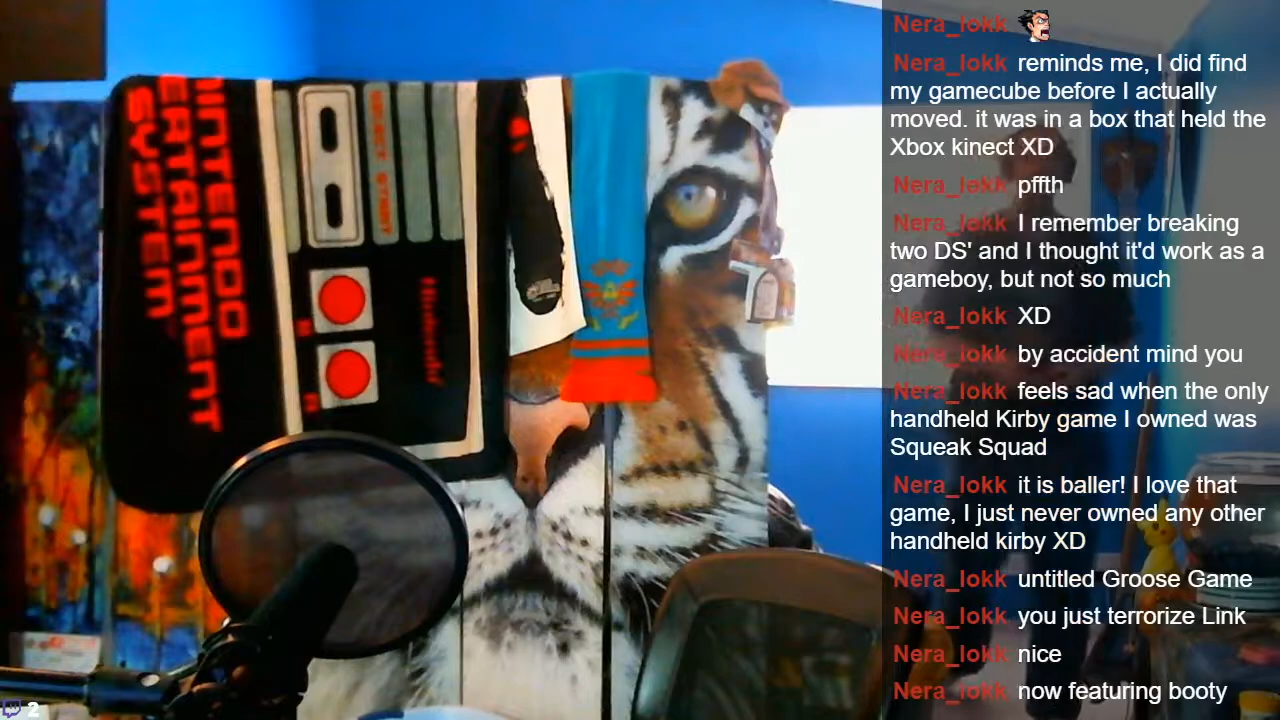 NINTENDO
ENTERTAINMENT
SYSTEM
SELECT START
Nintendo
B
A
Nera_lokk
Nera_lokk reminds me, I did find
my gamecube before I actually
moved. it was in a box that held the
Xbox kinect XD
Nera_lokk pffth
Nera_lokk I remember breaking
two DS' and I thought it'd work as a
gameboy, but not so much
Nera_lokk XD
Nera_lokk by accident mind you
Nera_lokk feels sad when the only
handheld Kirby game I owned was
Squeak Squad
Nera_lokk it is baller! I love that
game, I just never owned any other
handheld kirby XD
Nera_lokk untitled Groose Game
Nera_lokk you just terrorize Link
Nera_lokk nice
Nera_lokk now featuring booty
2